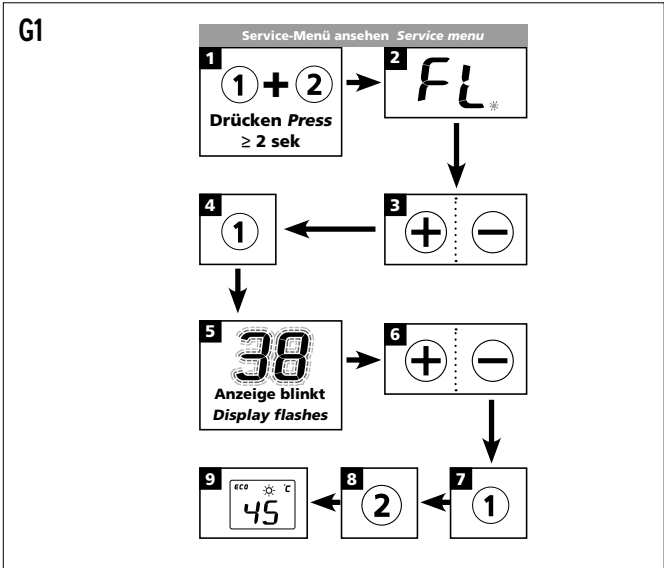 G1
Service-Menü ansehen Service menu
1
1 + 2
Drücken Press
≥ 2 sek
2
FL
4
1
3
+ −
5
38
Anzeige blinkt
Display flashes
6
+ −
9
ECO °C
45
8
2
7
1